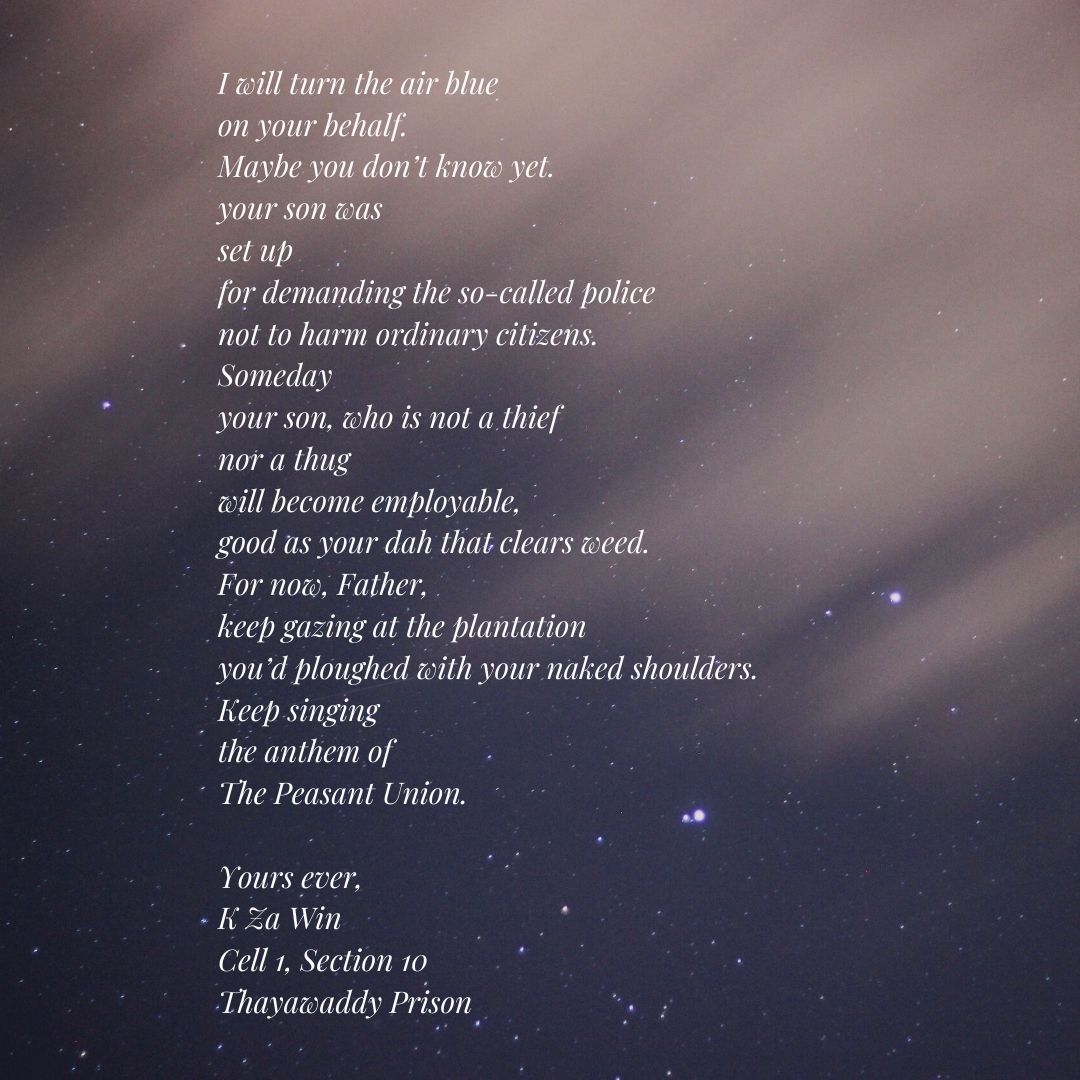 I will turn the air blue
on your behalf.
Maybe you don’t know yet.
your son was
set up
for demanding the so-called police
not to harm ordinary citizens.
Someday
your son, who is not a thief
nor a thug
will become employable,
good as your dah that clears weed.
For now, Father,
keep gazing at the plantation
you’d ploughed with your naked shoulders.
Keep singing
the anthem of
The Peasant Union.
Yours ever,
K Za Win
Cell 1, Section 10
Thayawaddy Prison